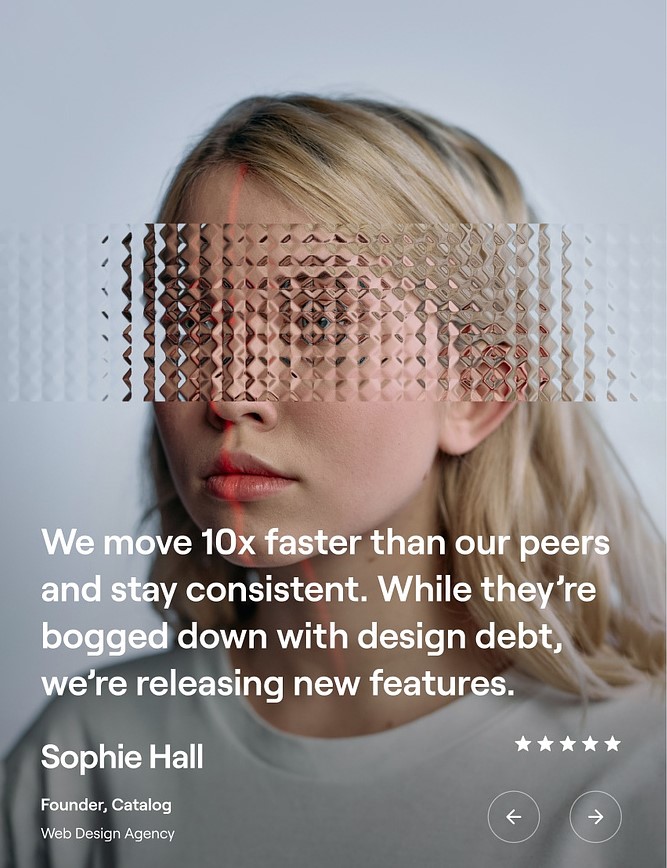 We move 10x faster than our peers
and stay consistent. While they’re
bogged down with design debt,
we’re releasing new features.
Sophie Hall
Founder, Catalog
Web Design Agency